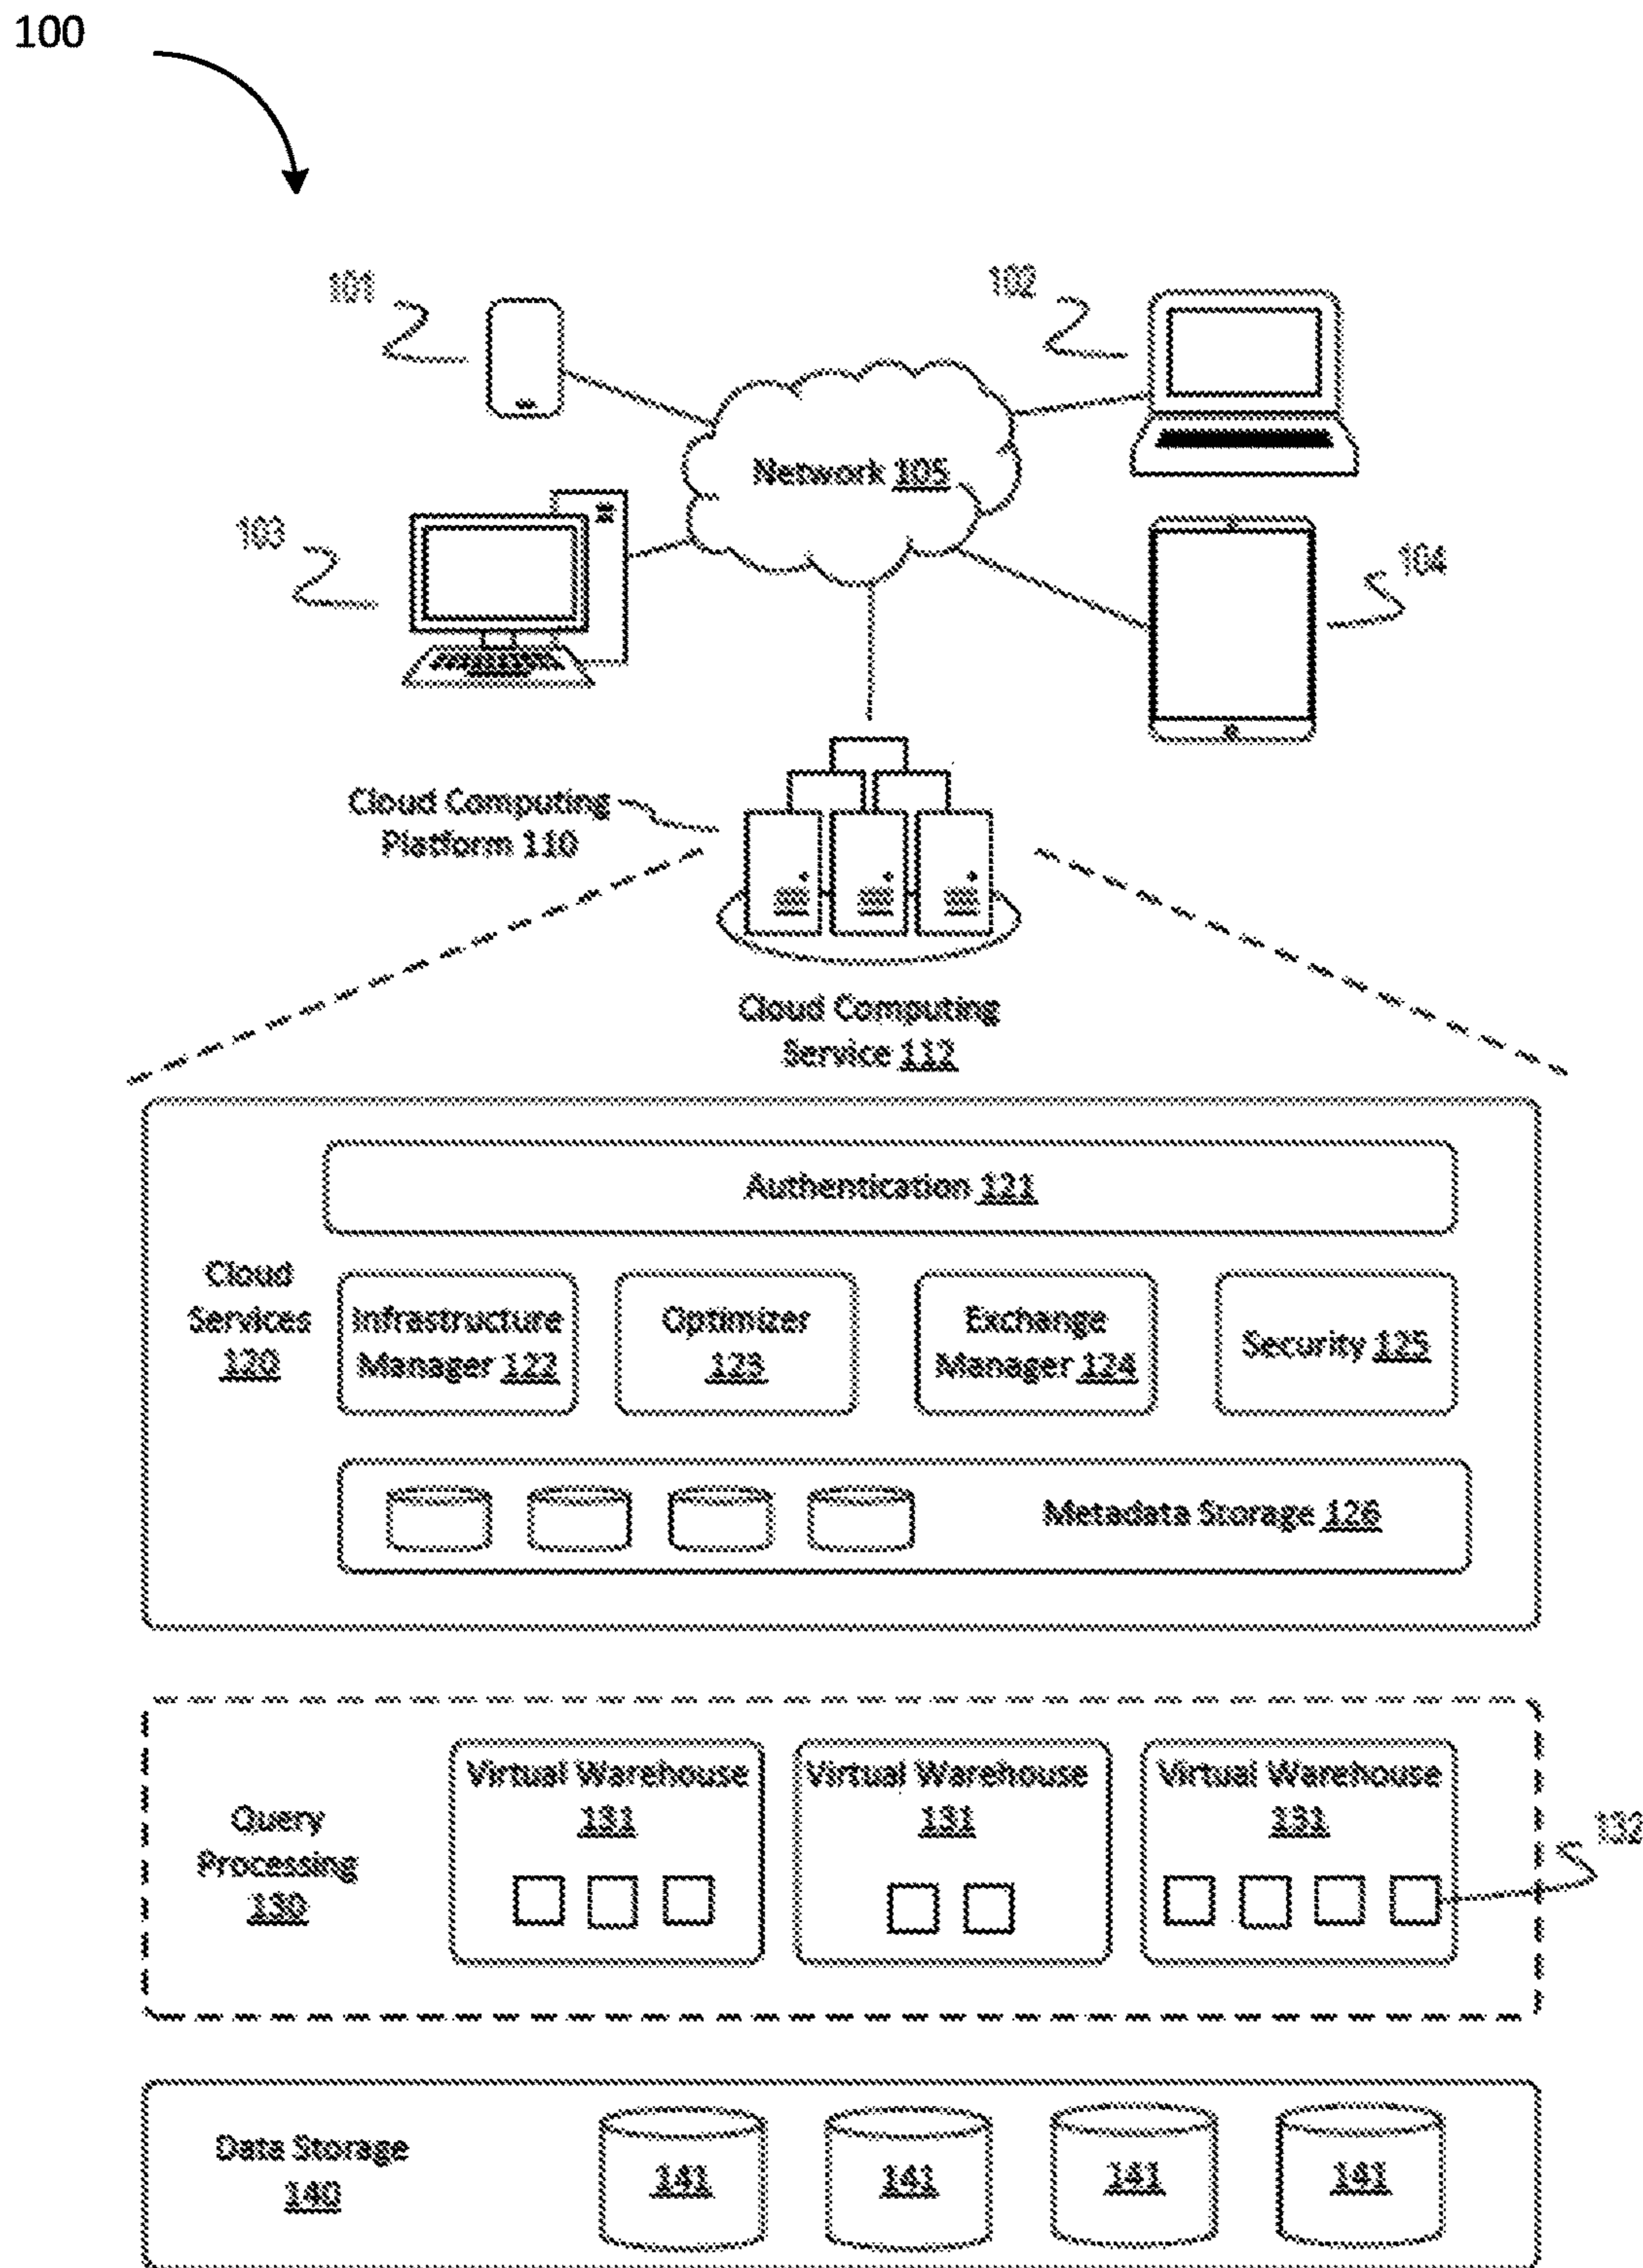 100
101
102
Network 105
103
104
Cloud Computing
Platform 110
Cloud Computing
Service 112
Authentication 121
Cloud
Services
120
Infrastructure
Manager 122
Optimizer
123
Exchange
Manager 124
Security 125
Metadata Storage 126
Query
Processing
130
Virtual Warehouse
131
Virtual Warehouse
131
Virtual Warehouse
131
132
Data Storage
140
141
141
141
141